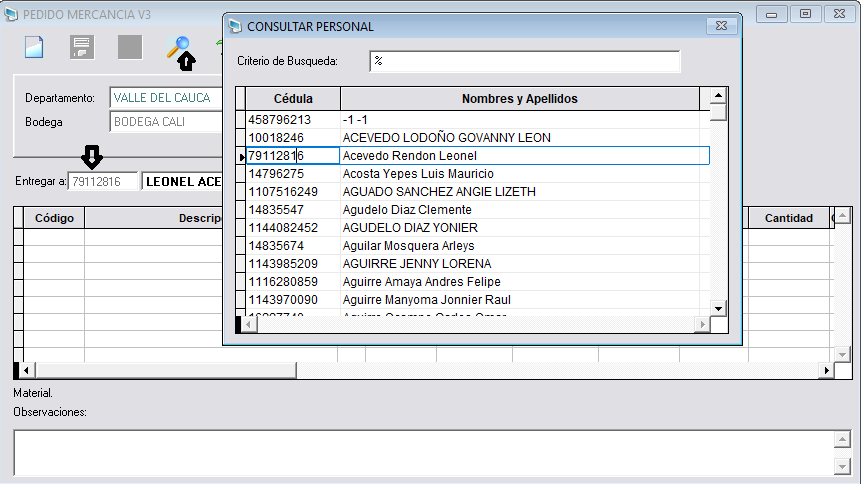 PEDIDO MERCANCIA V3
CONSULTAR PERSONAL
Criterio de Busqueda: %
Cédula Nombres y Apellidos
458796213 -1 -1
10018246 ACEVEDO LODOÑO GOVANNY LEON
79112816 Acevedo Rendon Leonel
14796275 Acosta Yepes Luis Mauricio
1107516249 AGUADO SANCHEZ ANGIE LIZETH
14835547 Agudelo Diaz Clemente
1144082452 AGUDELO DIAZ YONIER
14835674 Aguilar Mosquera Arleys
1143985209 AGUIRRE JENNY LORENA
1116280859 Aguirre Amaya Andres Felipe
1143970090 Aguirre Manyoma Jonnier Raul
Departamento: VALLE DEL CAUCA
Bodega BODEGA CALI
Entregar a: 79112816 LEONEL ACE
Código Descripc Cantidad
Material.
Observaciones: